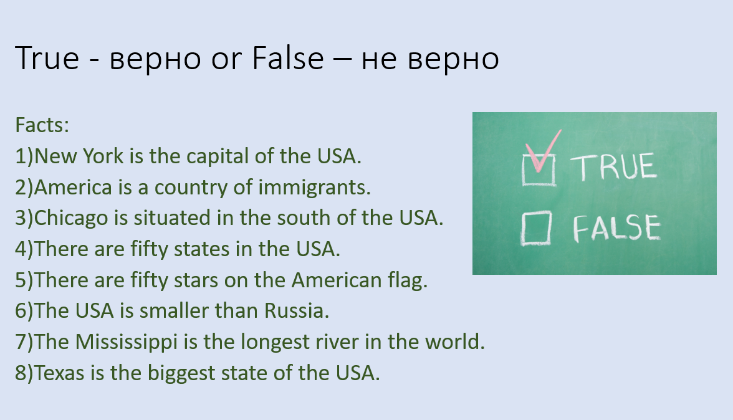 True - верно or False – не верно
Facts:
1)New York is the capital of the USA.
2)America is a country of immigrants.
3)Chicago is situated in the south of the USA.
4)There are fifty states in the USA.
5)There are fifty stars on the American flag.
6)The USA is smaller than Russia.
7)The Mississippi is the longest river in the world.
8)Texas is the biggest state of the USA.
TRUE
FALSE